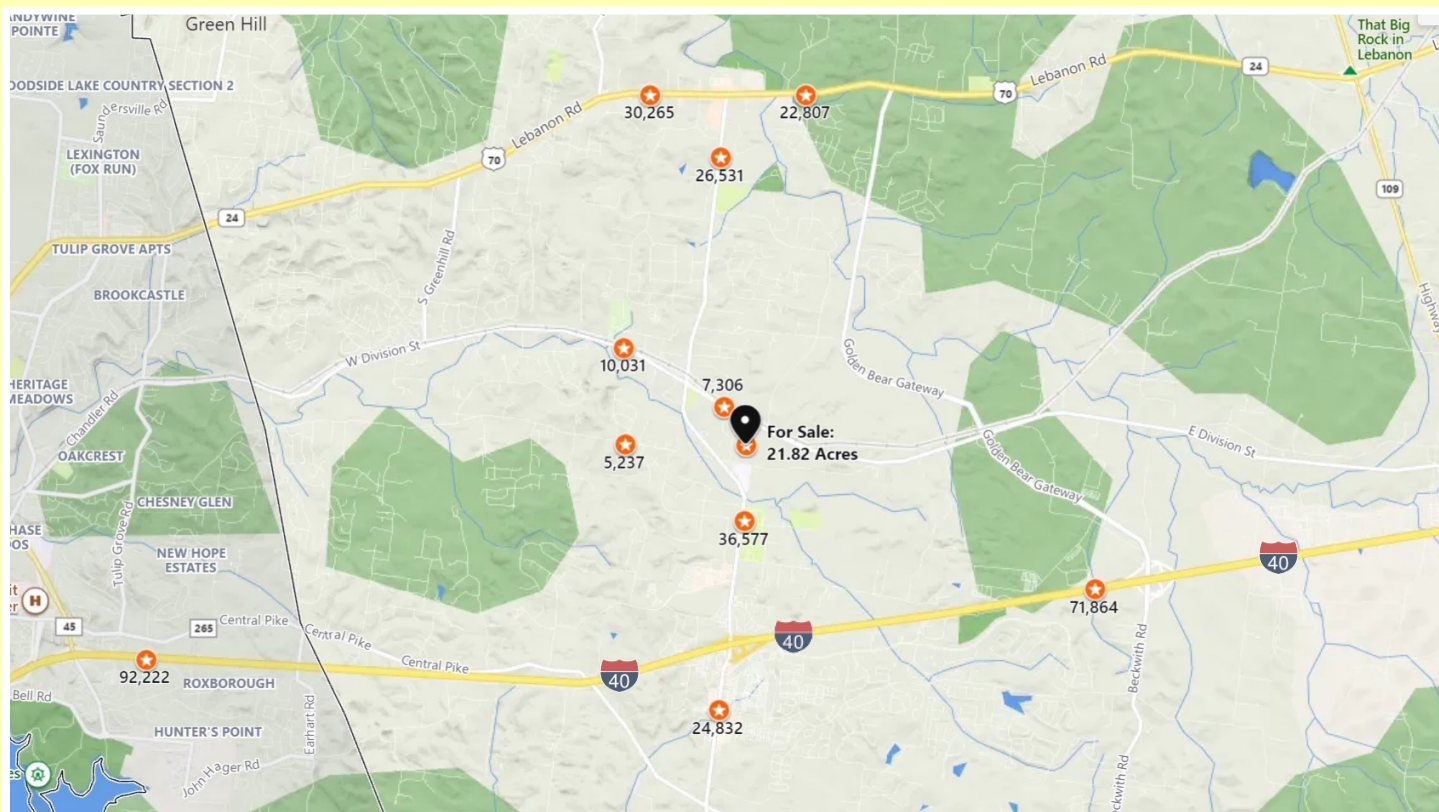 ANDYWINE
POINTE
Green Hill
That Big
Rock in
Lebanon
OODSIDE LAKE COUNTRY SECTION 2
Lebanon Rd
24
70
30,265
22,807
Lebanon Rd
70
LEXINGTON
(FOX RUN)
26,531
109
24
TULIP GROVE APTS
S Greenhill Rd
BROOKCASTLE
W Division St
10,031
Golden Bear Gateway
HERITAGE
MEADOWS
7,306
Chandler Rd
For Sale:
21.82 Acres
E Division St
OAKCREST
5,237
Golden Bear Gateway
CHESNEY GLEN
Tulip Grove Rd
36,577
HASE
NEW HOPE
ESTATES
40
H
71,864
45
265
Central Pike
Central Pike
40
Central Pike
92,222
ROXBOROUGH
40
Beckwith Rd
Bell Rd
Earhart Rd
24,832
HUNTER'S POINT
John Hager Rd